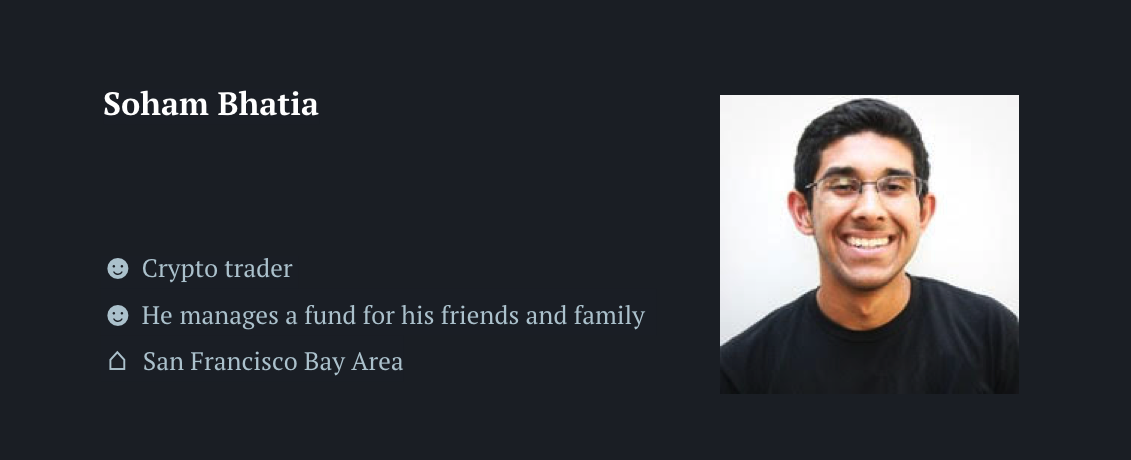 Soham Bhatia
Crypto trader
He manages a fund for his friends and family
San Francisco Bay Area